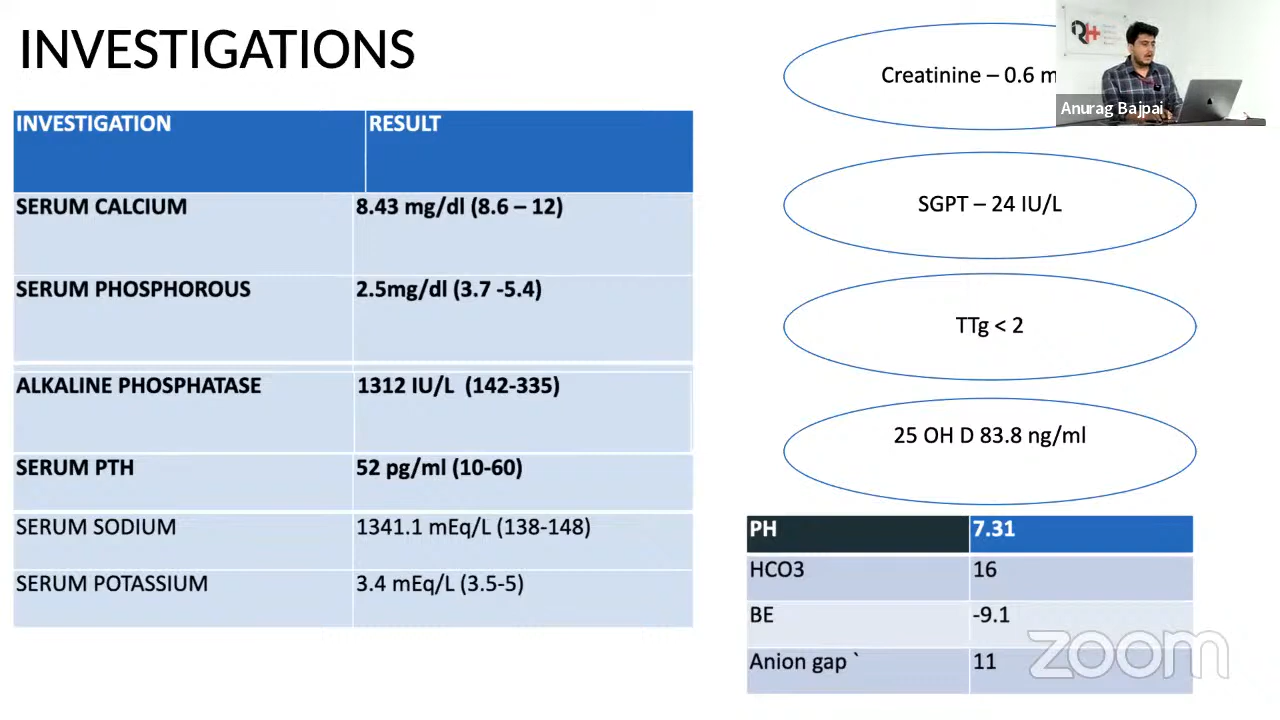 INVESTIGATIONS
INVESTIGATION RESULT
SERUM CALCIUM 8.43 mg/dl (8.6 – 12)
SERUM PHOSPHOROUS 2.5mg/dl (3.7 -5.4)
ALKALINE PHOSPHATASE 1312 IU/L (142-335)
SERUM PTH 52 pg/ml (10-60)
SERUM SODIUM 1341.1 mEq/L (138-148)
SERUM POTASSIUM 3.4 mEq/L (3.5-5)
Creatinine – 0.6 m
Anurag Bajpai
SGPT – 24 IU/L
TTg < 2
25 OH D 83.8 ng/ml
PH 7.31
HCO3 16
BE -9.1
Anion gap ` 11
zoom